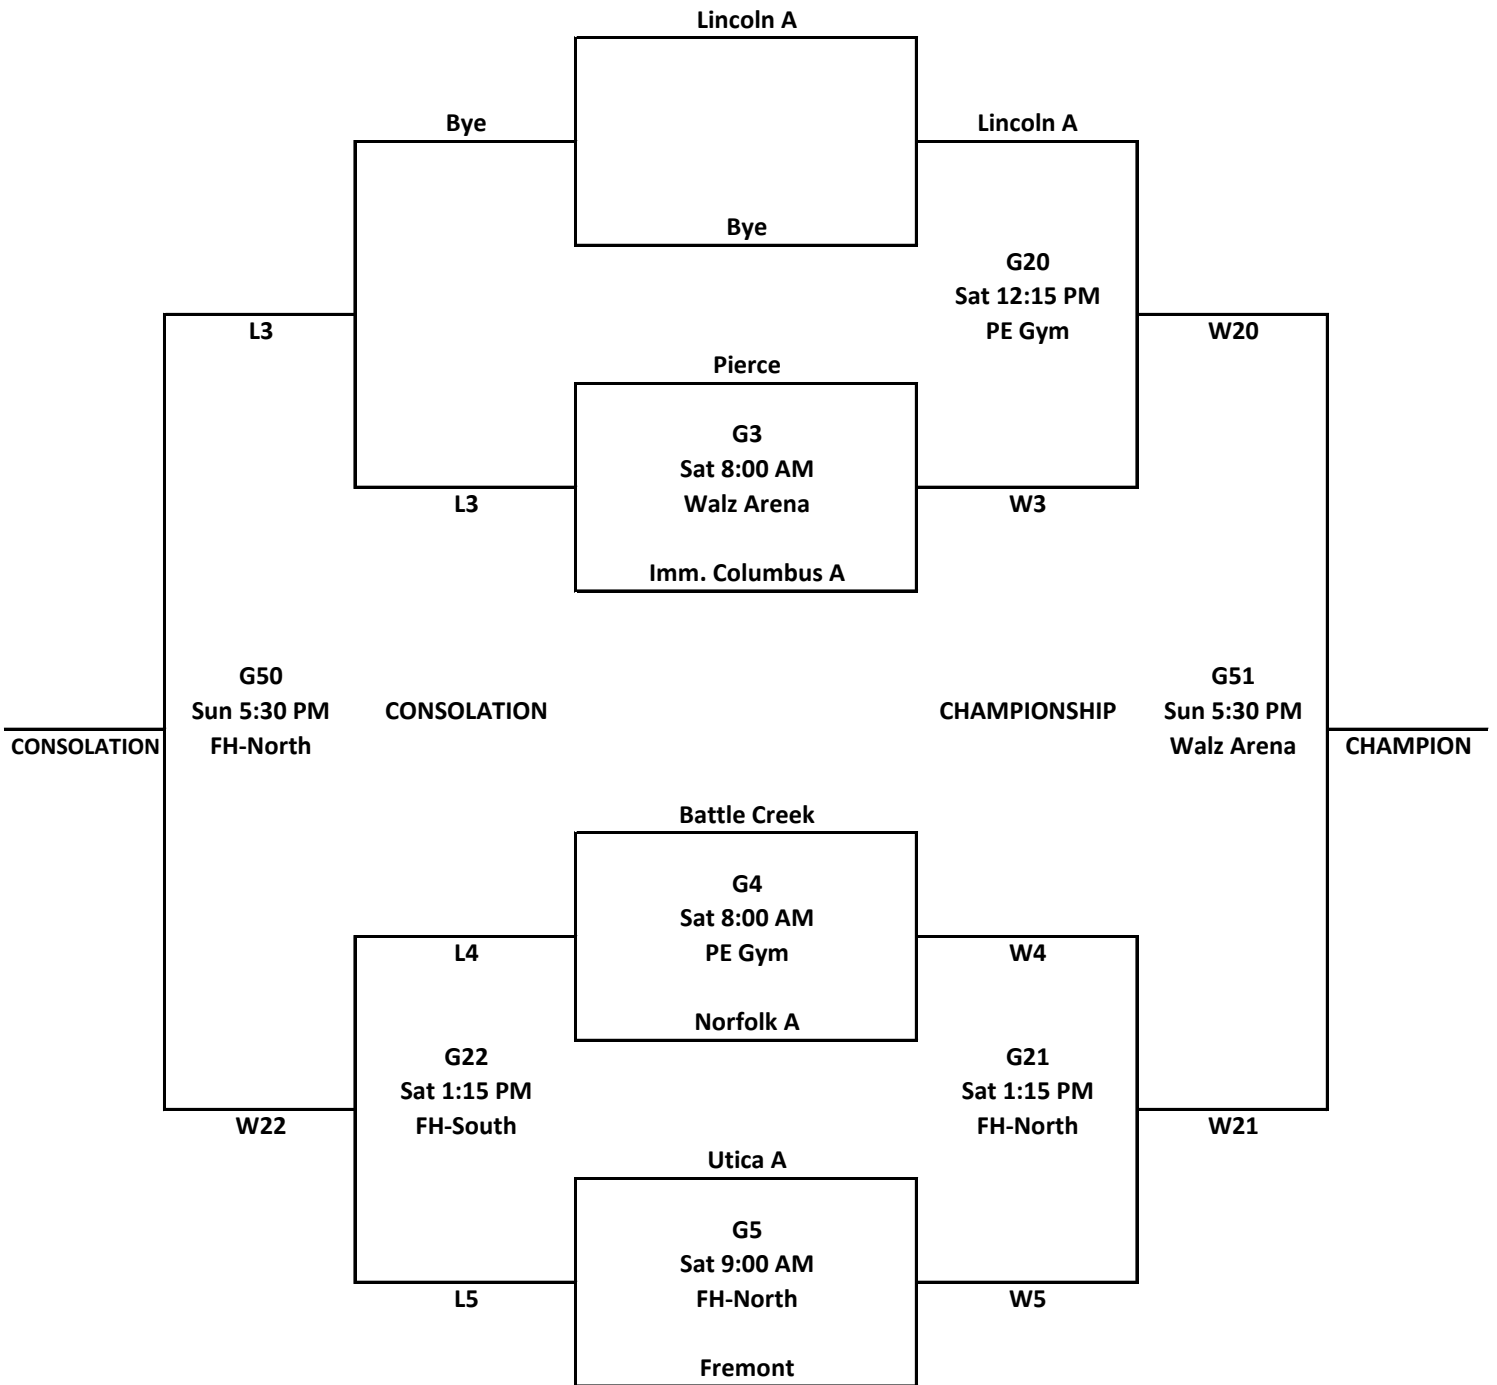 Lincoln A
Bye
Lincoln A
Bye
G20
Sat 12:15 PM
PE Gym
L3
W20
Pierce
G3
Sat 8:00 AM
Walz Arena
L3
W3
Imm. Columbus A
G50
Sun 5:30 PM
FH-North
CONSOLATION
CHAMPIONSHIP
G51
Sun 5:30 PM
Walz Arena
CONSOLATION
CHAMPION
Battle Creek
G4
Sat 8:00 AM
PE Gym
L4
W4
Norfolk A
G22
Sat 1:15 PM
FH-South
G21
Sat 1:15 PM
FH-North
W22
W21
Utica A
G5
Sat 9:00 AM
FH-North
L5
W5
Fremont